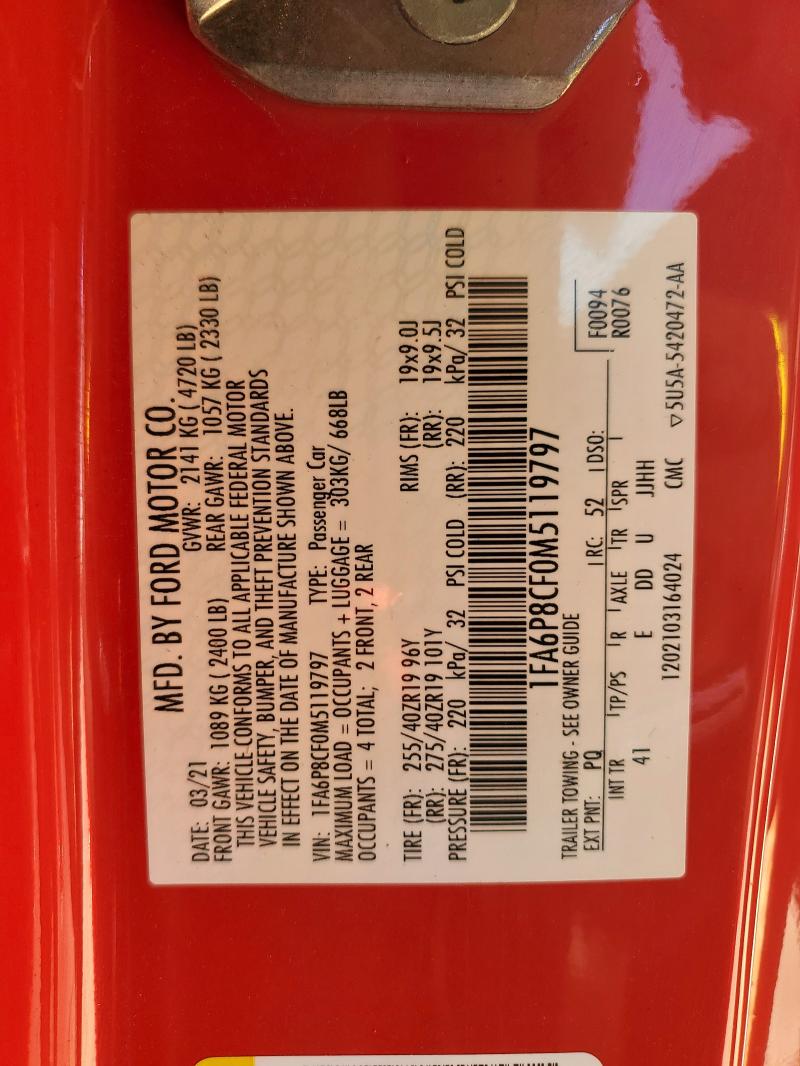 MFD. BY FORD MOTOR CO.
DATE: 03/21 GVWR: 2141 KG ( 4720 LB)
FRONT GAWR: 1089 KG ( 2400 LB) REAR GAWR: 1057 KG ( 2330 LB)
THIS VEHICLE CONFORMS TO ALL APPLICABLE FEDERAL MOTOR
VEHICLE SAFETY, BUMPER, AND THEFT PREVENTION STANDARDS
IN EFFECT ON THE DATE OF MANUFACTURE SHOWN ABOVE.
VIN: 1FA6P8CF0M5119797 TYPE: Passenger Car
MAXIMUM LOAD = OCCUPANTS + LUGGAGE = 303KG/ 668LB
OCCUPANTS = 4 TOTAL; 2 FRONT, 2 REAR
TIRE (FR): 255/40ZR19 96Y RIMS (FR): 19x9.0J
(RR): 275/40ZR19 101Y (RR): 19x9.5J
PRESSURE (FR): 220 kPa/ 32 PSI COLD (RR): 220 kPa/ 32 PSI COLD
1FA6P8CF0M5119797
TRAILER TOWING - SEE OWNER GUIDE
EXT PNT: PQ RC: 52 DSO: F0094
R0076
INT TR TP/PS R AXLE TR SPR
41 E DD U JJHH
1202103164024 CMC ▽5U5A-5420472-AA